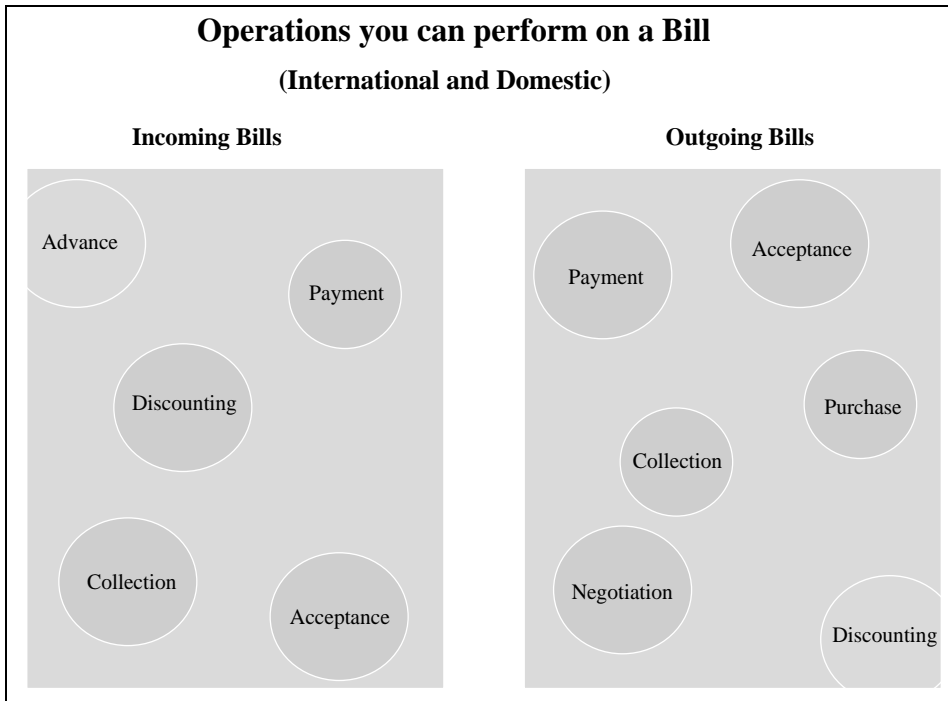 Operations you can perform on a Bill
(International and Domestic)
Incoming Bills
Advance
Payment
Discounting
Collection
Acceptance
Outgoing Bills
Payment
Acceptance
Purchase
Collection
Negotiation
Discounting